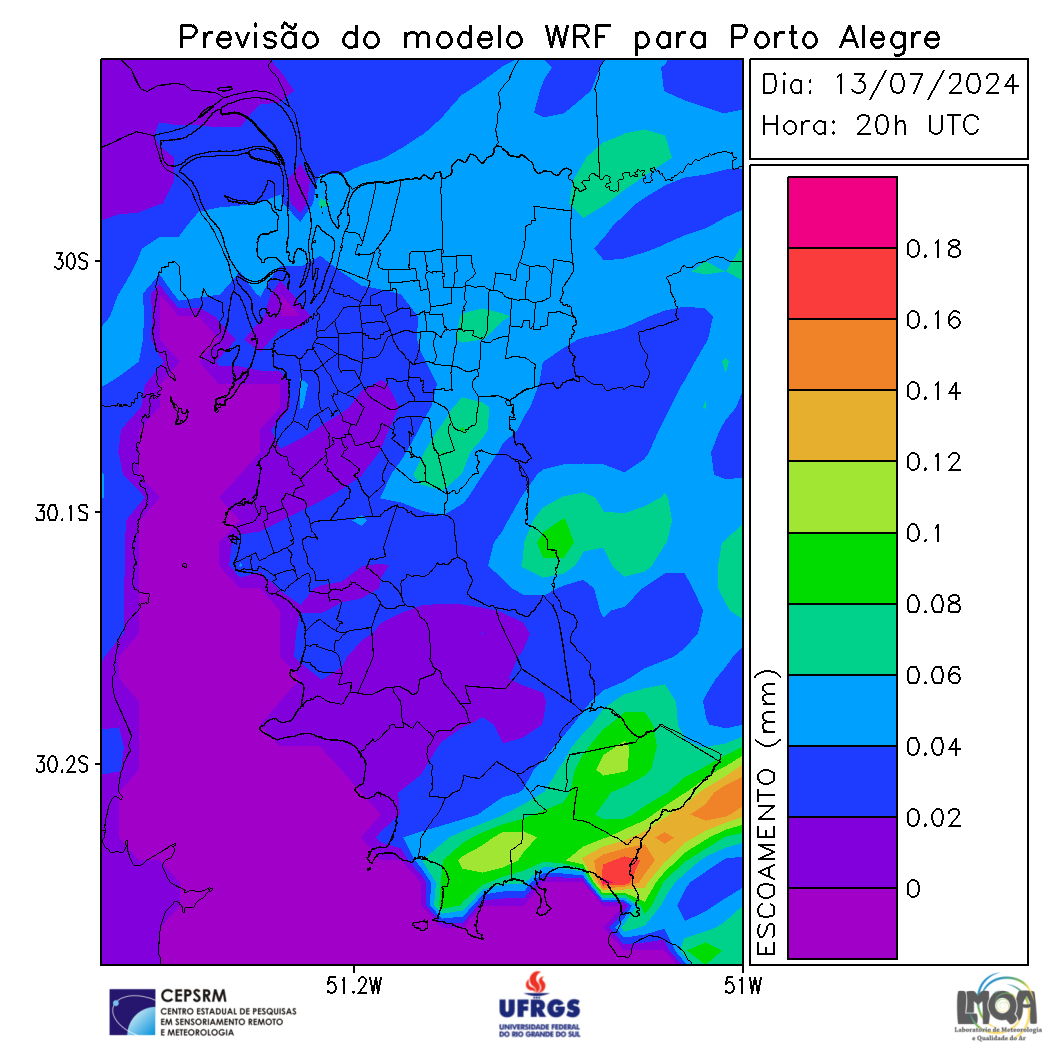 Previsão do modelo WRF para Porto Alegre
Dia: 13/07/2024
Hora: 20h UTC
30S
30.1S
30.2S
51.2W
51W
ESCOAMENTO (mm)
0.18
0.16
0.14
0.12
0.1
0.08
0.06
0.04
0.02
0
CEPSRM
CENTRO ESTADUAL DE PESQUISAS
EM SENSORIAMENTO REMOTO
E METEOROLOGIA
UFRGS
UNIVERSIDADE FEDERAL
DO RIO GRANDE DO SUL
LMQA
Laboratório de Meteorologia
e Qualidade do Ar